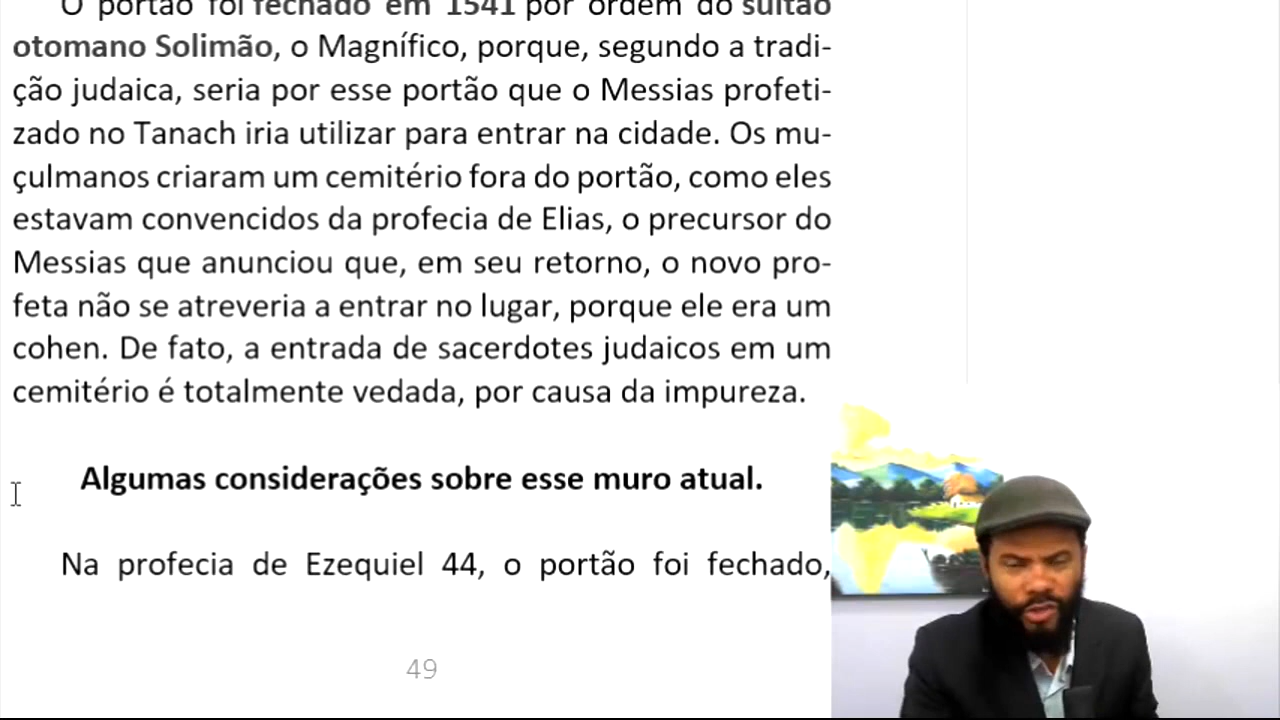 O portão foi fechado em 1541 por ordem do sultão
otomano Solimão, o Magnífico, porque, segundo a tradi-
ção judaica, seria por esse portão que o Messias profeti-
zado no Tanach iria utilizar para entrar na cidade. Os mu-
çulmanos criaram um cemitério fora do portão, como eles
estavam convencidos da profecia de Elias, o precursor do
Messias que anunciou que, em seu retorno, o novo pro-
feta não se atreveria a entrar no lugar, porque ele era um
cohen. De fato, a entrada de sacerdotes judaicos em um
cemitério é totalmente vedada, por causa da impureza.
Algumas considerações sobre esse muro atual.
Na profecia de Ezequiel 44, o portão foi fechado,
49